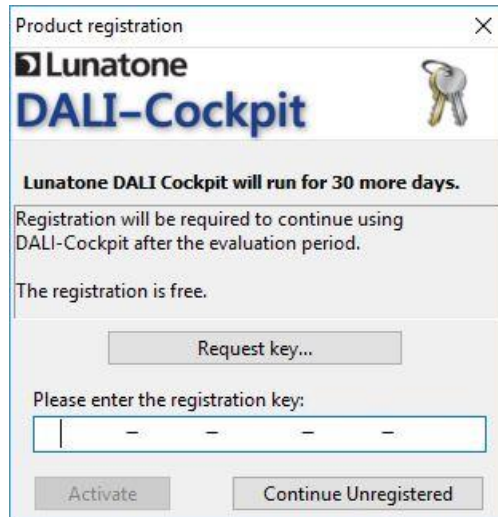 Product registration
Lunatone
DALI-Cockpit
Lunatone DALI Cockpit will run for 30 more days.
Registration will be required to continue using
DALI-Cockpit after the evaluation period.
The registration is free.
Request key...
Please enter the registration key:
– – – –
Activate
Continue Unregistered